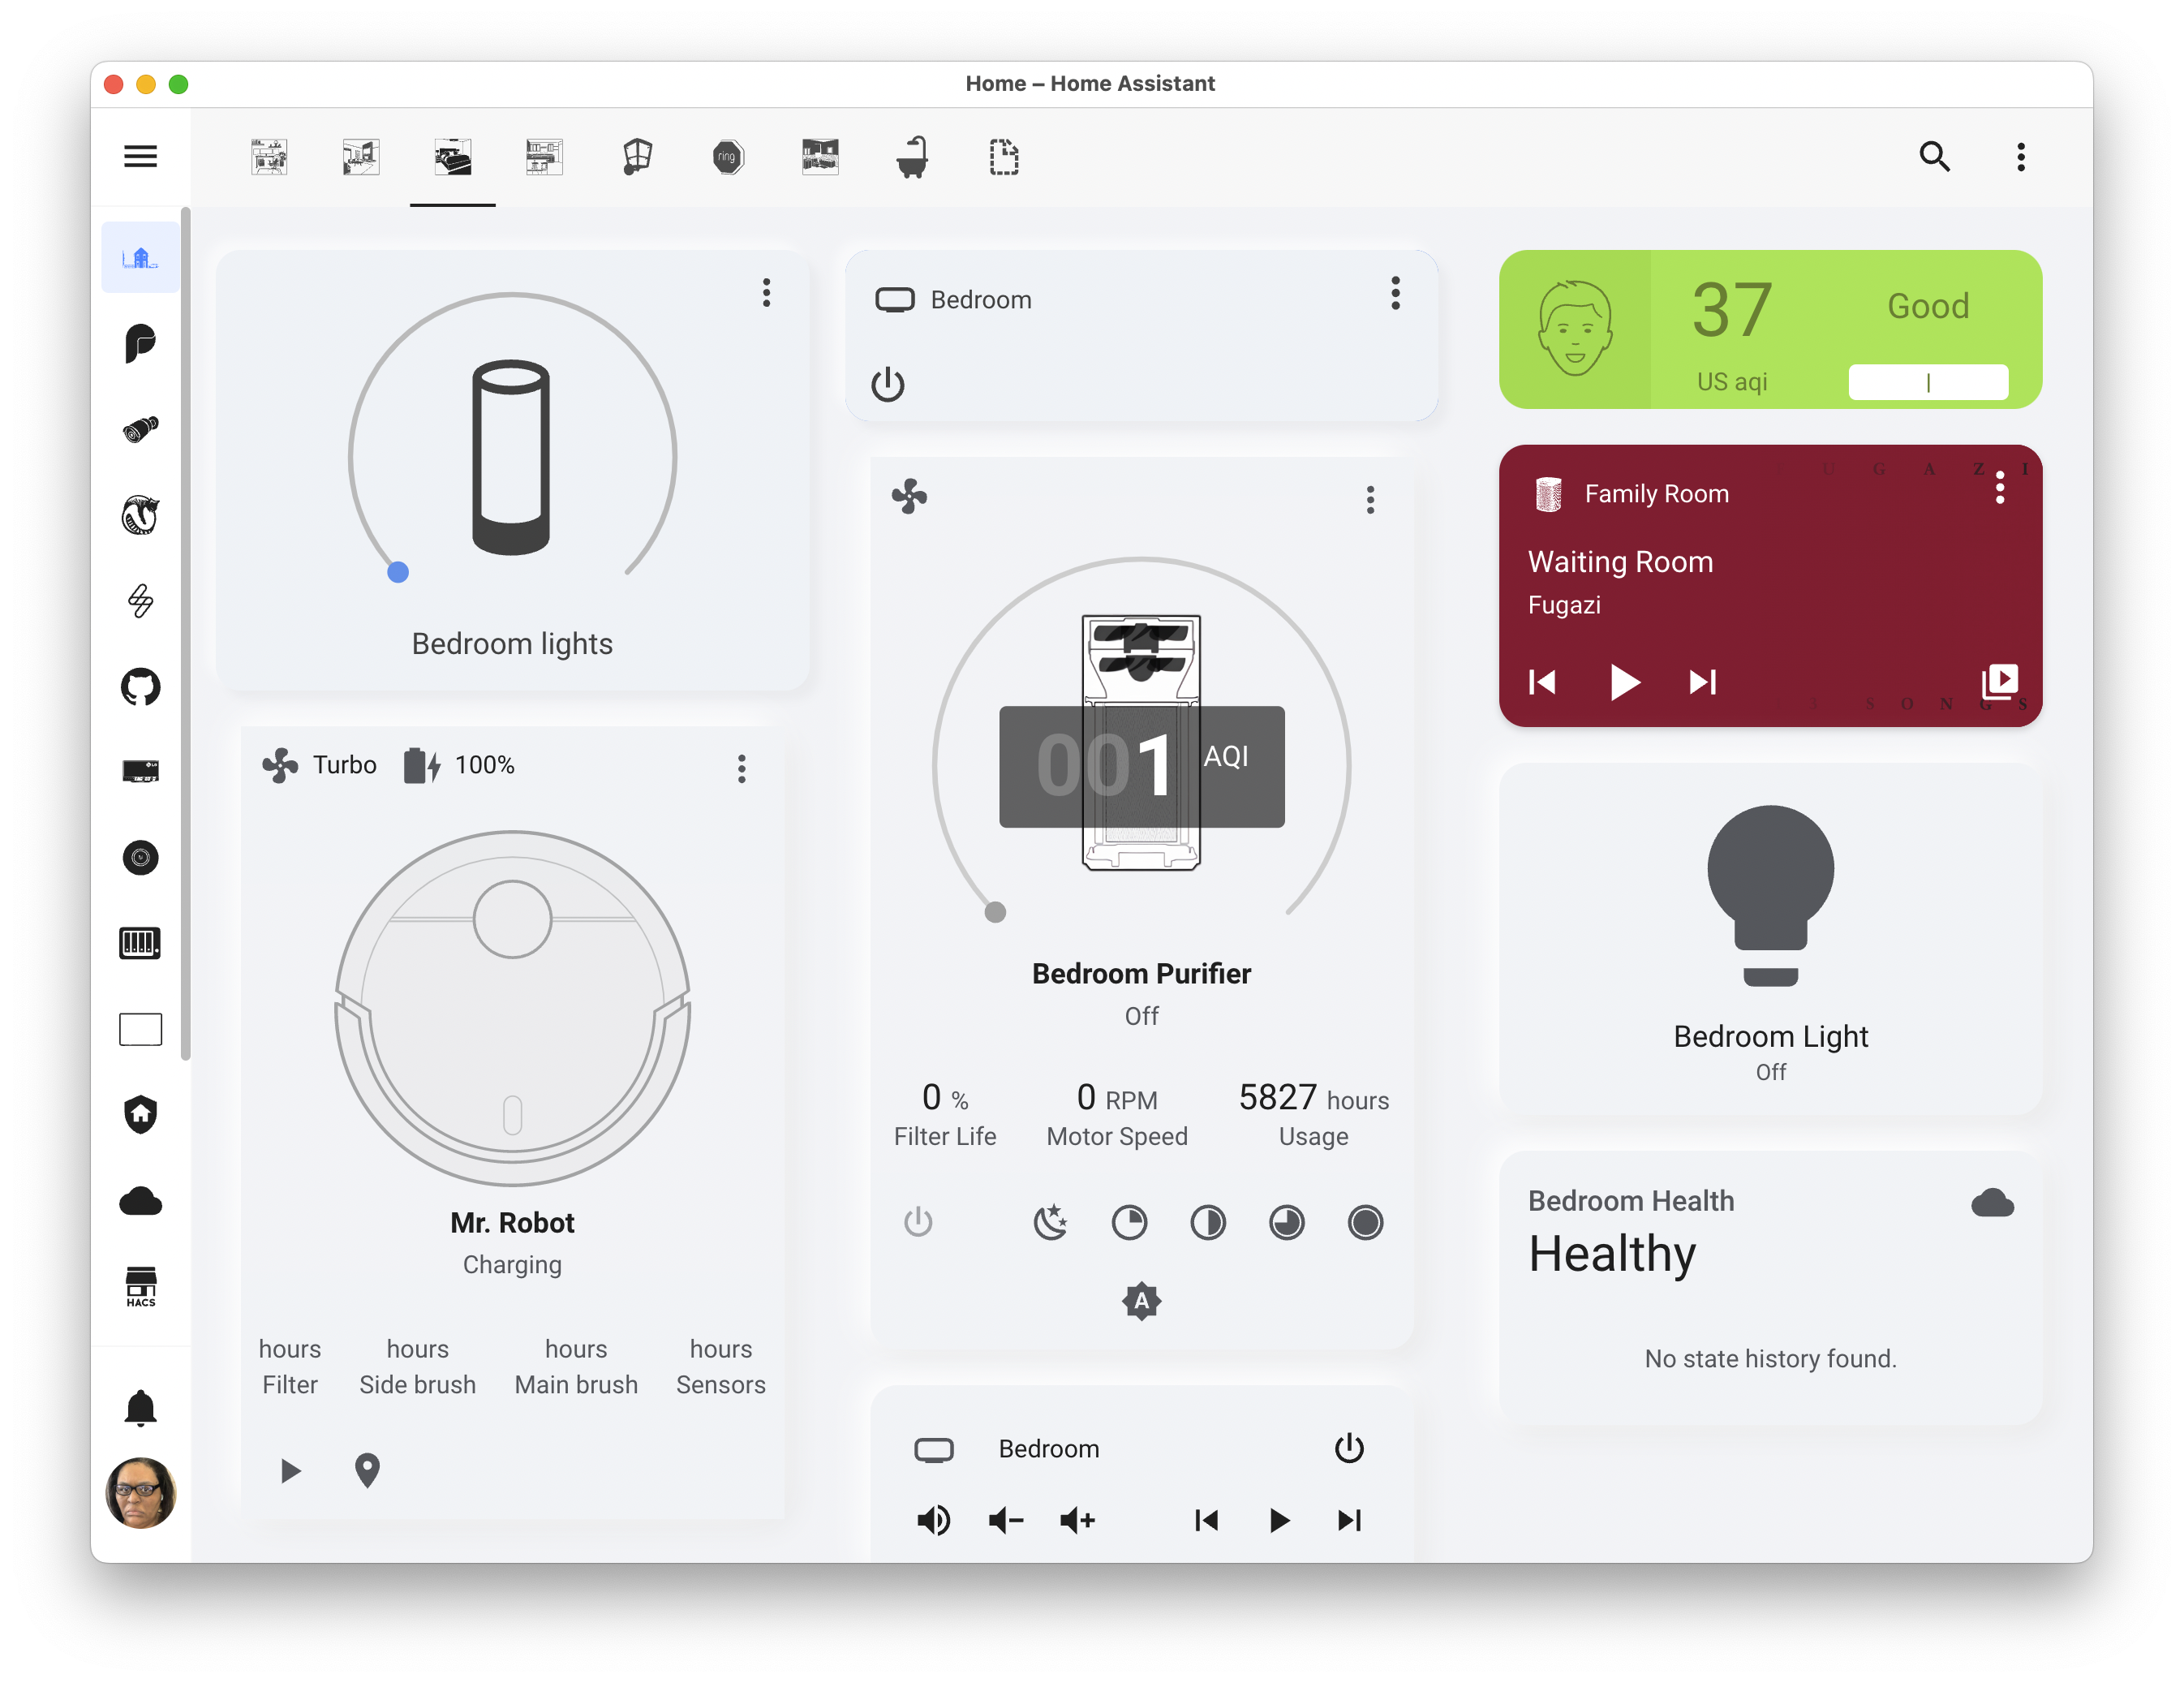 Home – Home Assistant
ring
Bedroom lights
Turbo
100%
Mr. Robot
Charging
hours
Filter
hours
Side brush
hours
Main brush
hours
Sensors
Bedroom
001 AQI
Bedroom Purifier
Off
0 %
Filter Life
0 RPM
Motor Speed
5827 hours
Usage
A
Bedroom
37
US aqi
Good
U G A Z I
Family Room
Waiting Room
Fugazi
3 S O N G S
Bedroom Light
Off
Bedroom Health
Healthy
No state history found.
HACS